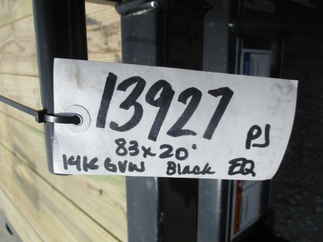 13927
PJ
83x20'
14K GVW Black EQ